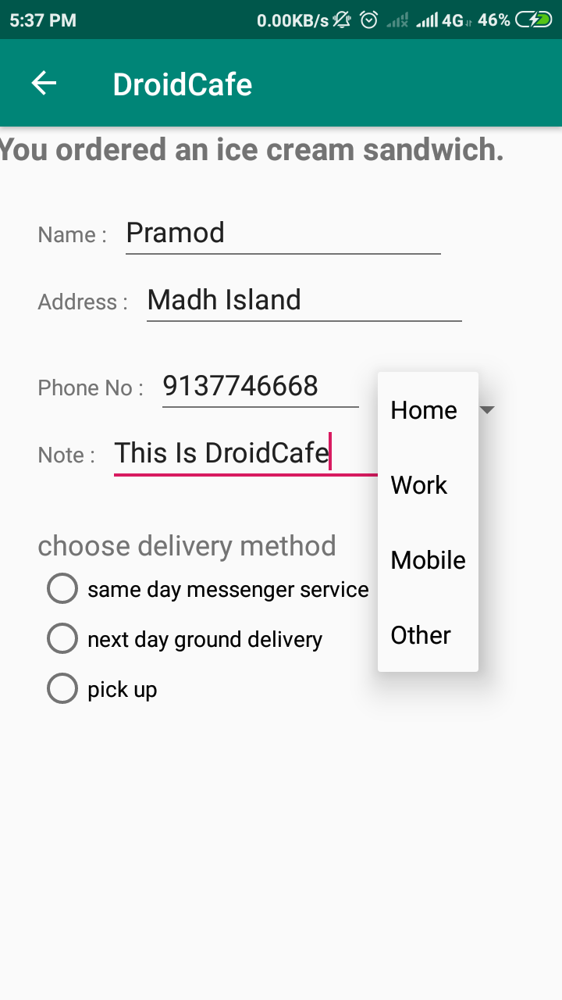 5:37 PM 0.00KB/s 4G 46%
DroidCafe
You ordered an ice cream sandwich.
Name : Pramod
Address : Madh Island
Phone No : 9137746668
Home
Note : This Is DroidCafe
Work
choose delivery method
Mobile
same day messenger service
next day ground delivery
Other
pick up